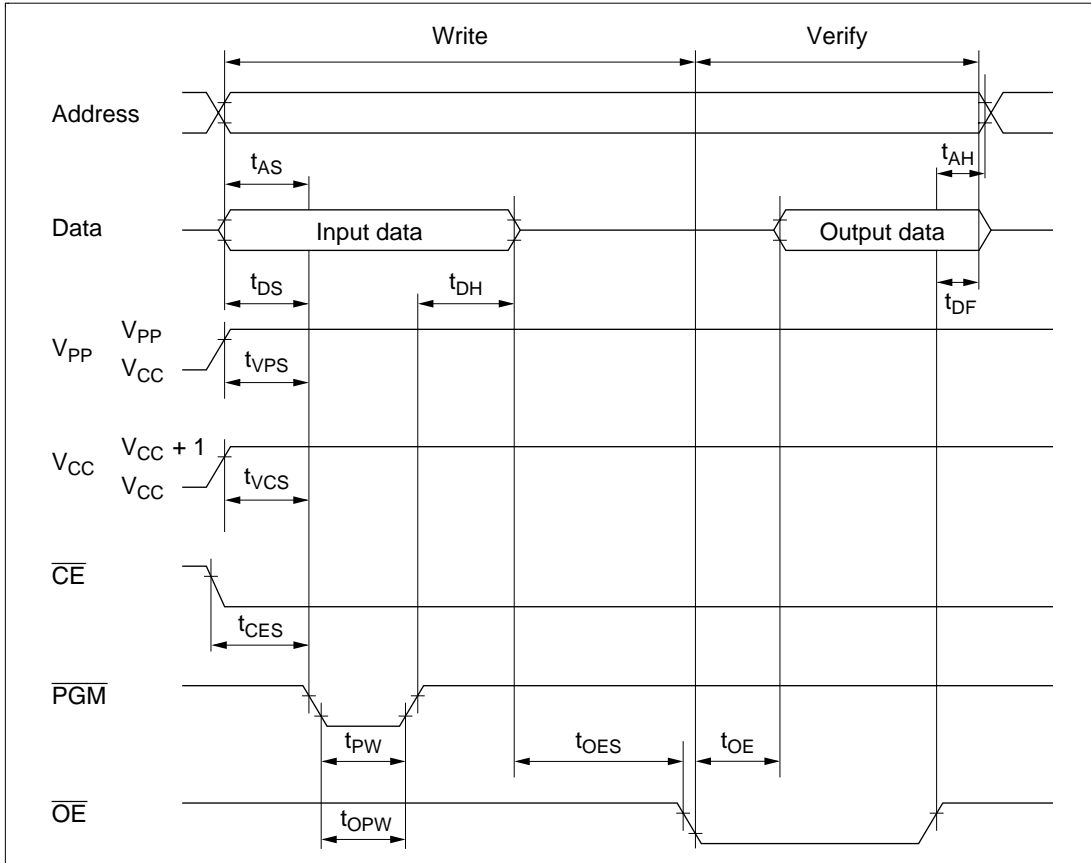 Write Verify
Address
tAS tAH
Data Input data Output data
tDS tDH tDF
VPP VPP
VCC
tVPS
VCC VCC + 1
VCC
tVCS
CE
tCES
PGM
tPW tOES tOE
OE
tOPW